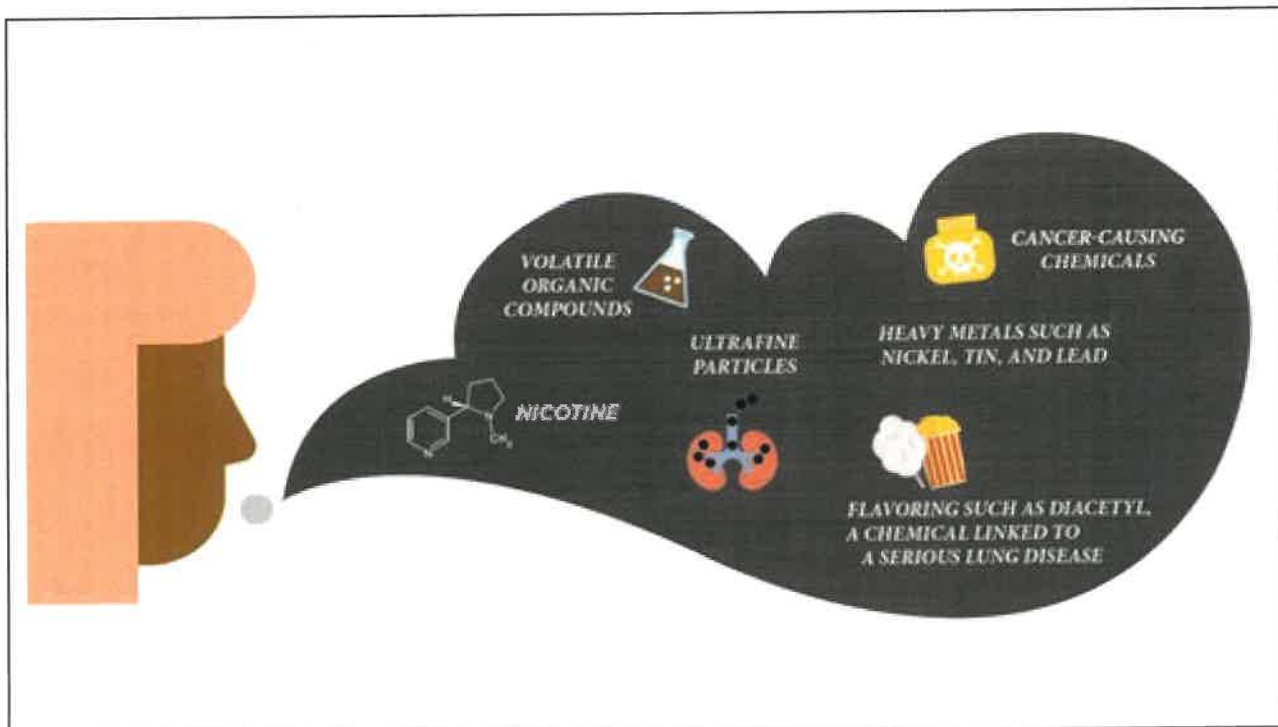 VOLATILE
ORGANIC
COMPOUNDS
CANCER-CAUSING
CHEMICALS
ULTRAFINE
PARTICLES
HEAVY METALS SUCH AS
NICKEL, TIN, AND LEAD
NICOTINE
H
N
N
CH3
FLAVORING SUCH AS DIACETYL,
A CHEMICAL LINKED TO
A SERIOUS LUNG DISEASE